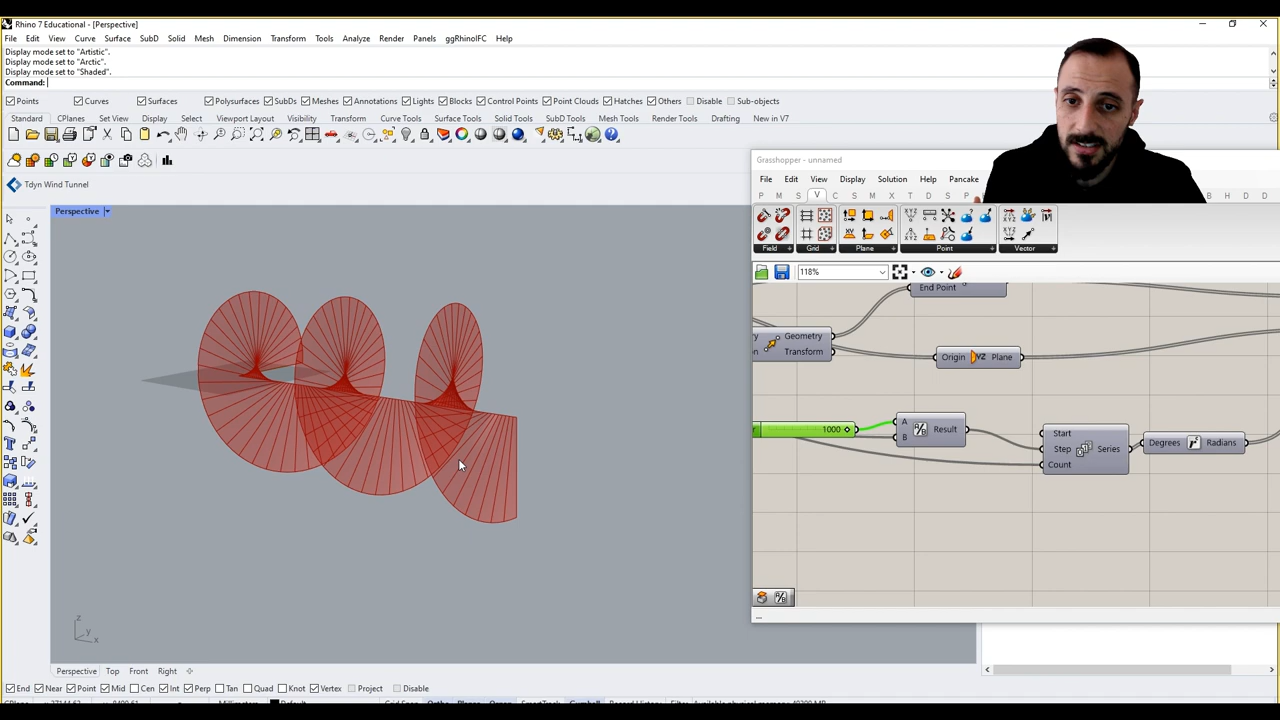 Rhino 7 Educational - [Perspective]
File Edit View Curve Surface SubD Solid Mesh Dimension Transform Tools Analyze Render Panels ggRhinoIFC Help
Display mode set to "Artistic".
Display mode set to "Arctic".
Display mode set to "Shaded".
Command:
Points Curves Surfaces Polysurfaces SubDs Meshes Annotations Lights Blocks Control Points Point Clouds Hatches Others Disable Sub-objects
Standard CPlanes Set View Display Select Viewport Layout Visibility Transform Curve Tools Surface Tools Solid Tools SubD Tools Mesh Tools Render Tools Drafting New in V7
Tdyn Wind Tunnel
Perspective
Grasshopper - unnamed
File Edit View Display Solution Help Pancake
P M S V C S M X M D S P B H D D
Field Grid Plane Point Vector
118%
End Point
Geometry
Transform
Origin XYZ Plane
1000
A
B
Result
Start
Step
Count
Series
Degrees Radians
...
z
y
x
Perspective Top Front Right
End Near Point Mid Cen Int Perp Tan Quad Knot Vertex Project Disable